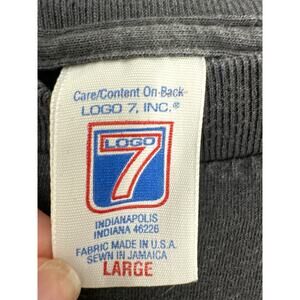 Care/Content On Back
LOGO 7, INC.®
LOGO
7
INDIANAPOLIS
INDIANA 46226
FABRIC MADE IN U.S.A.
SEWN IN JAMAICA
LARGE